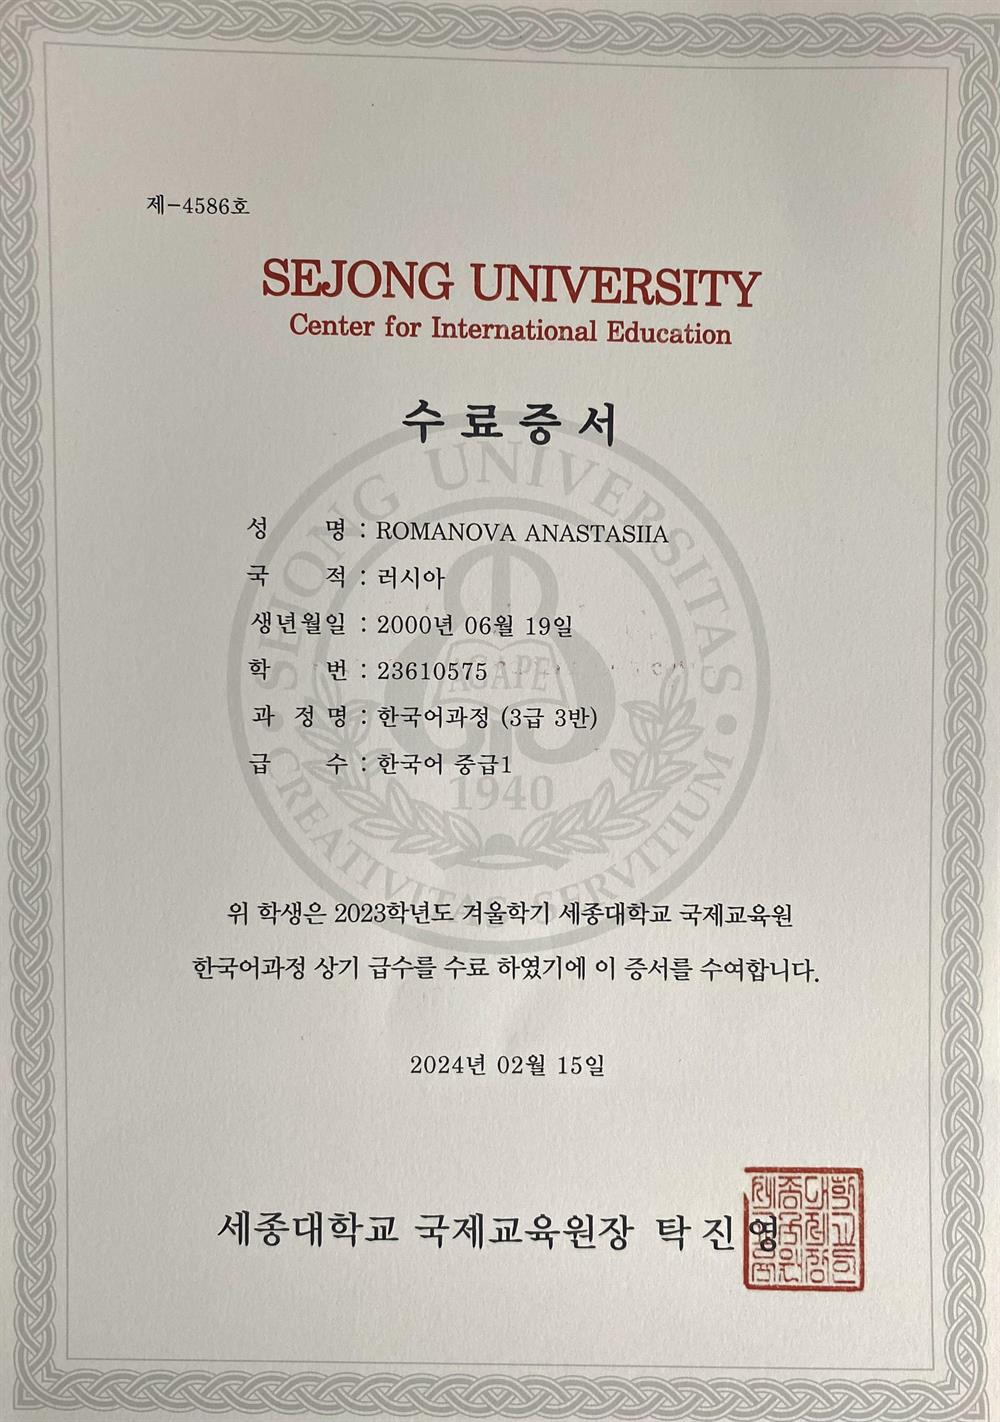 제-4586호
SEJONG UNIVERSITY
Center for International Education
수료증서
성 명 : ROMANOVA ANASTASIIA
국 적 : 러시아
생년월일 : 2000년 06월 19일
학 번 : 23610575
과 정 명 : 한국어과정 (3급 3반)
급 수 : 한국어 중급1
SEJONG UNIVERSITAS
AGAPE
1940
CREATIVITAS SERVITIUM
위 학생은 2023학년도 겨울학기 세종대학교 국제교육원
한국어과정 상기 급수를 수료 하였기에 이 증서를 수여합니다.
2024년 02월 15일
세종대학교 국제교육원장 탁 진 영